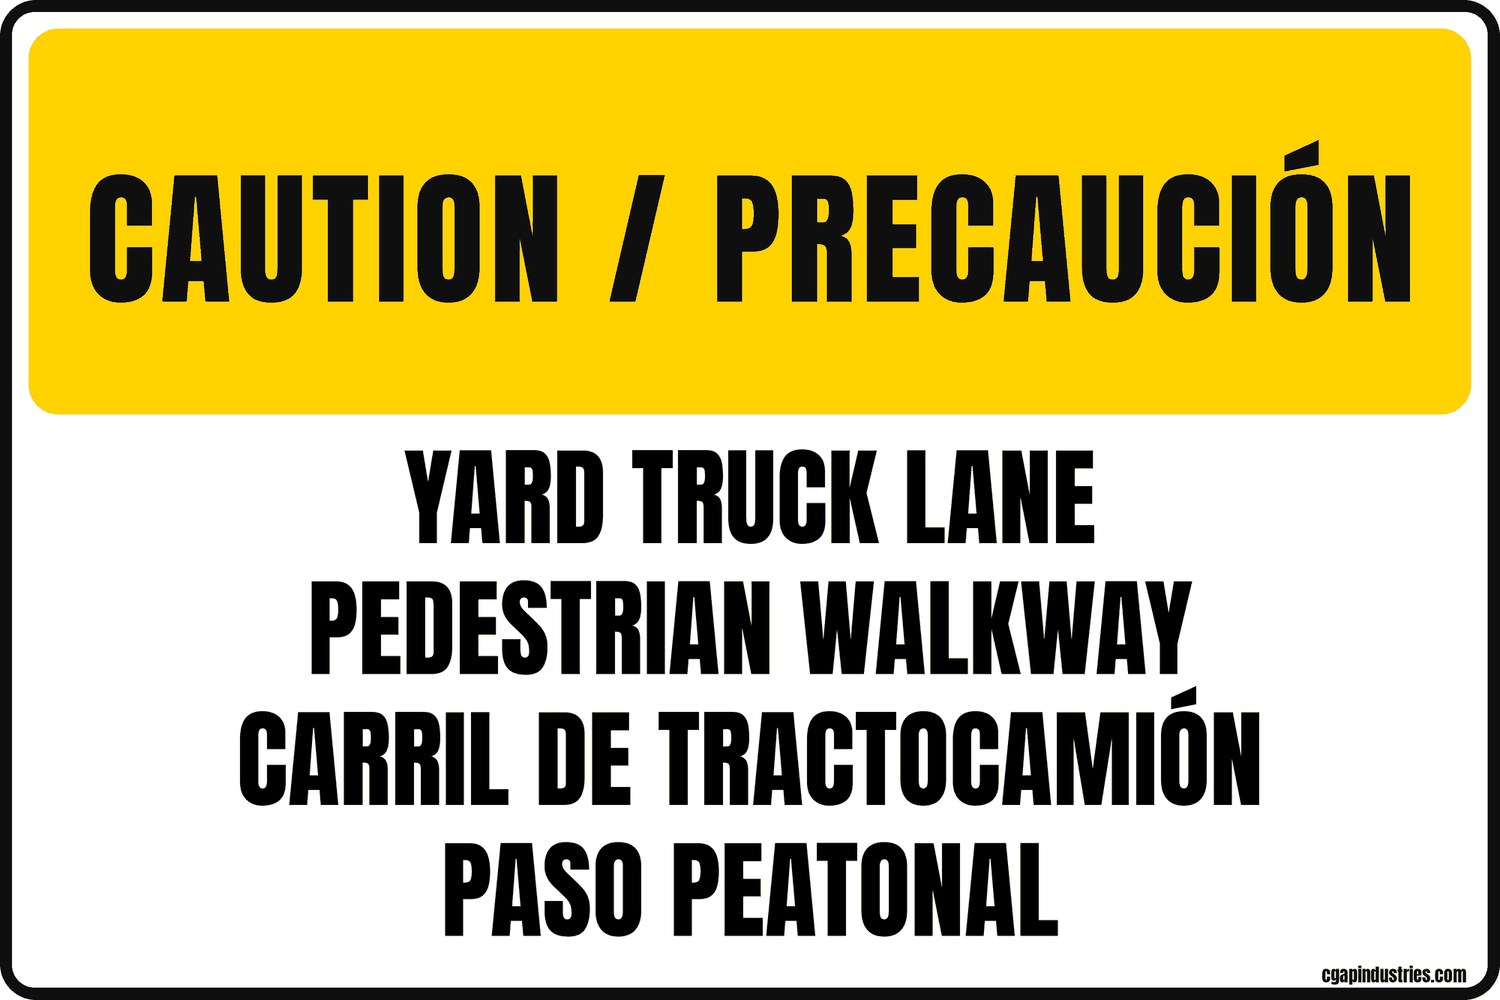 CAUTION / PRECAUCIÓN
YARD TRUCK LANE
PEDESTRIAN WALKWAY
CARRIL DE TRACTOCAMIÓN
PASO PEATONAL
cgapindustries.com